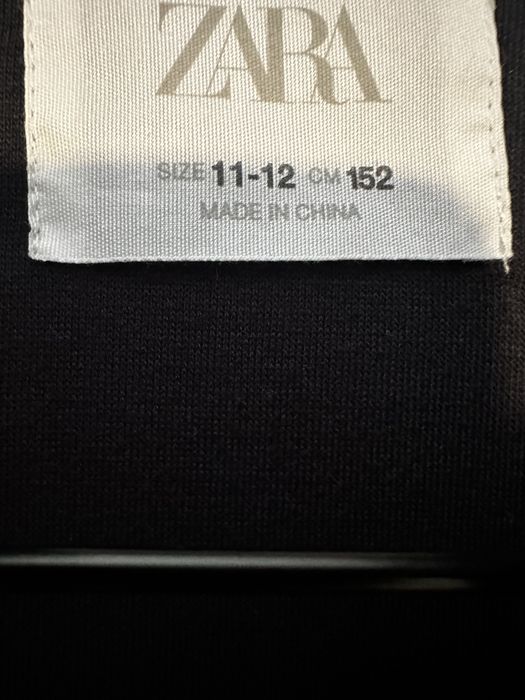 ZARA
SIZE 11-12 CM 152
MADE IN CHINA